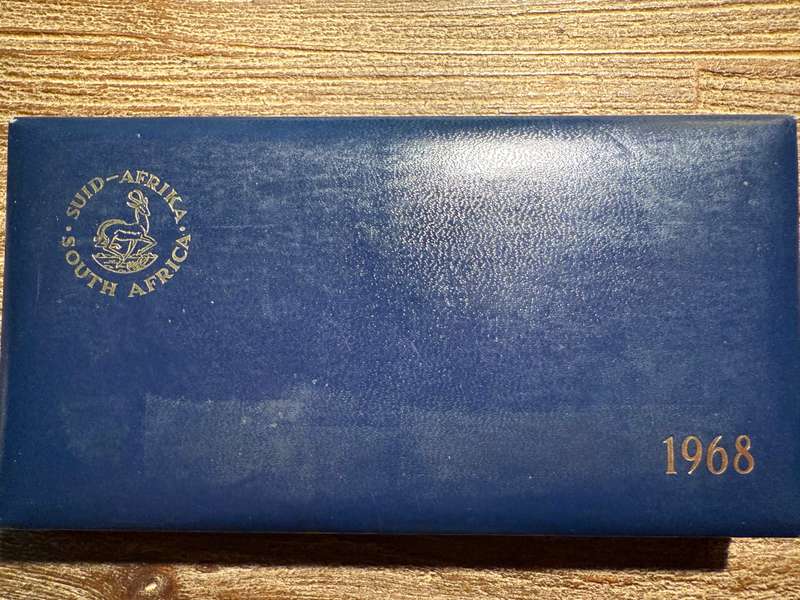 · SUID-AFRIKA ·
SOUTH AFRICA
1968